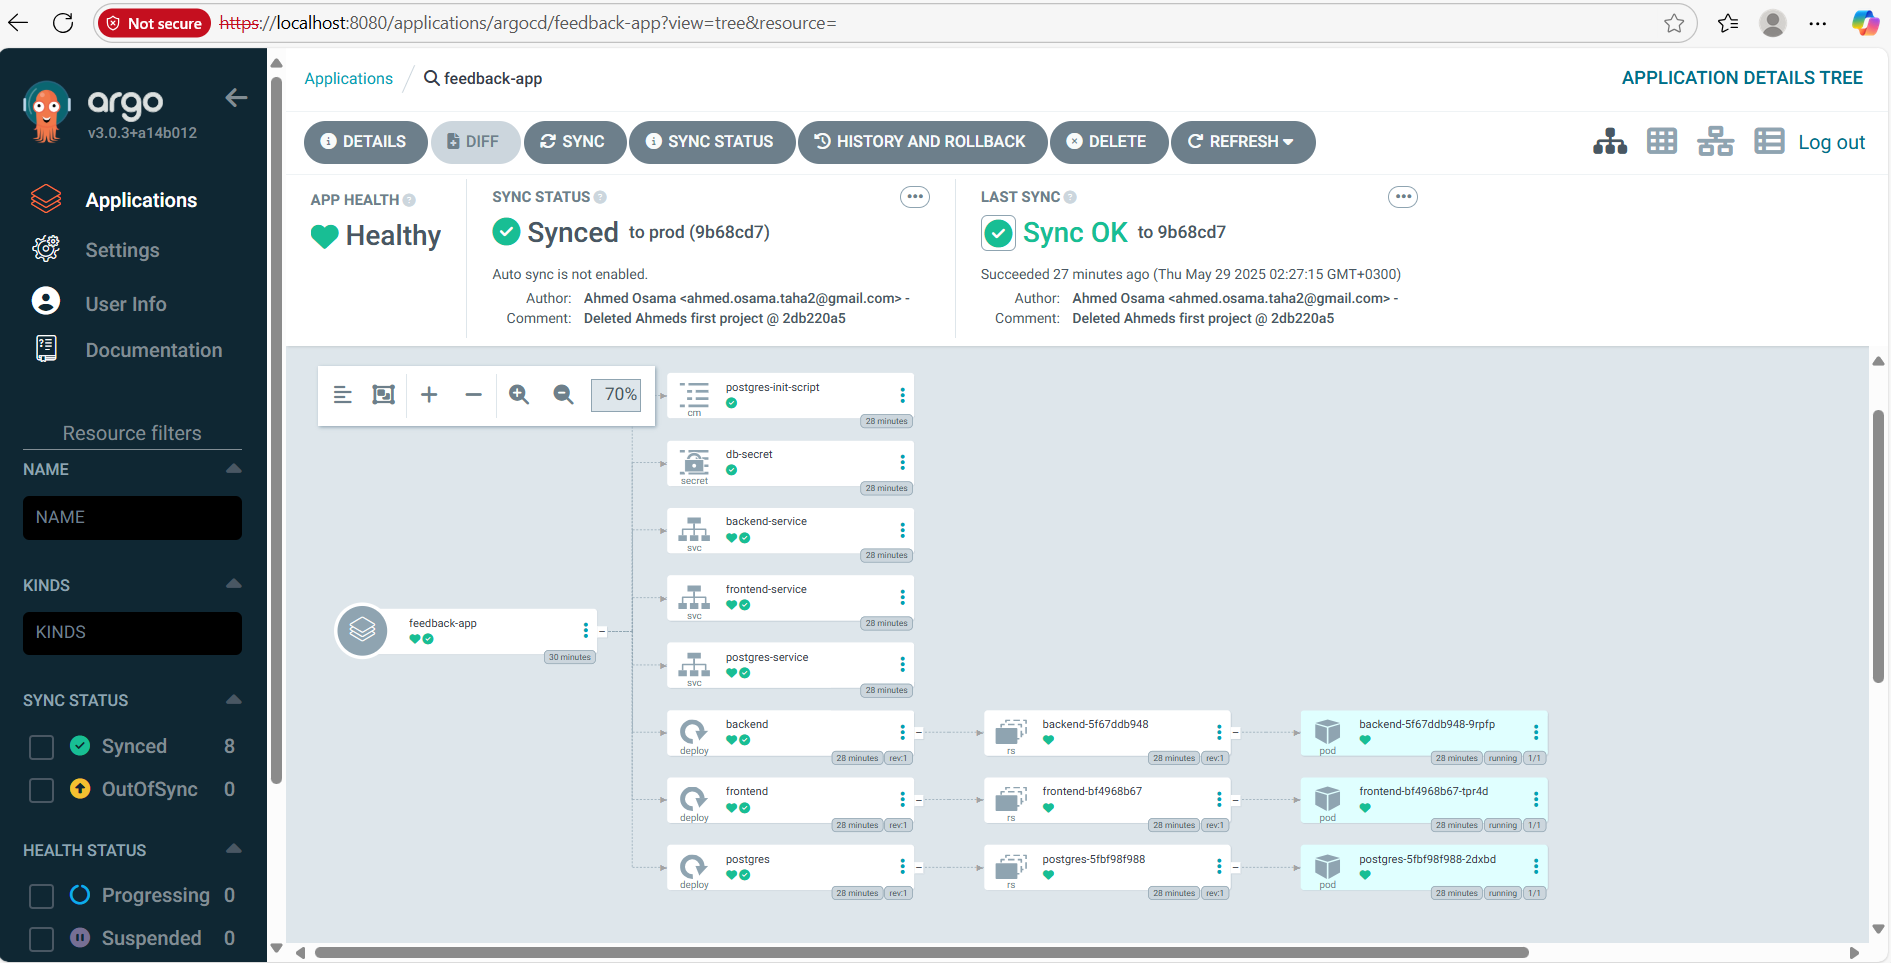 Not secure https://localhost:8080/applications/argocd/feedback-app?view=tree&resource=
argo
v3.0.3+a14b012
Applications
Settings
User Info
Documentation
Resource filters
NAME
NAME
KINDS
KINDS
SYNC STATUS
Synced 8
OutOfSync 0
HEALTH STATUS
Progressing 0
Suspended 0
Applications / feedback-app
APPLICATION DETAILS TREE
DETAILS DIFF SYNC SYNC STATUS HISTORY AND ROLLBACK DELETE REFRESH
Log out
APP HEALTH
Healthy
SYNC STATUS
Synced to prod (9b68cd7)
Auto sync is not enabled.
Author: Ahmed Osama <ahmed.osama.taha2@gmail.com> -
Comment: Deleted Ahmeds first project @ 2db220a5
LAST SYNC
Sync OK to 9b68cd7
Succeeded 27 minutes ago (Thu May 29 2025 02:27:15 GMT+0300)
Author: Ahmed Osama <ahmed.osama.taha2@gmail.com> -
Comment: Deleted Ahmeds first project @ 2db220a5
70%
feedback-app
30 minutes
postgres-init-script
cm
28 minutes
db-secret
secret
28 minutes
backend-service
svc
28 minutes
frontend-service
svc
28 minutes
postgres-service
svc
28 minutes
backend
deploy
28 minutes rev:1
backend-5f67ddb948
rs
28 minutes rev:1
backend-5f67ddb948-9rpfp
pod
28 minutes running 1/1
frontend
deploy
28 minutes rev:1
frontend-bf4968b67
rs
28 minutes rev:1
frontend-bf4968b67-tpr4d
pod
28 minutes running 1/1
postgres
deploy
28 minutes rev:1
postgres-5fbf98f988
rs
28 minutes rev:1
postgres-5fbf98f988-2dxbd
pod
28 minutes running 1/1